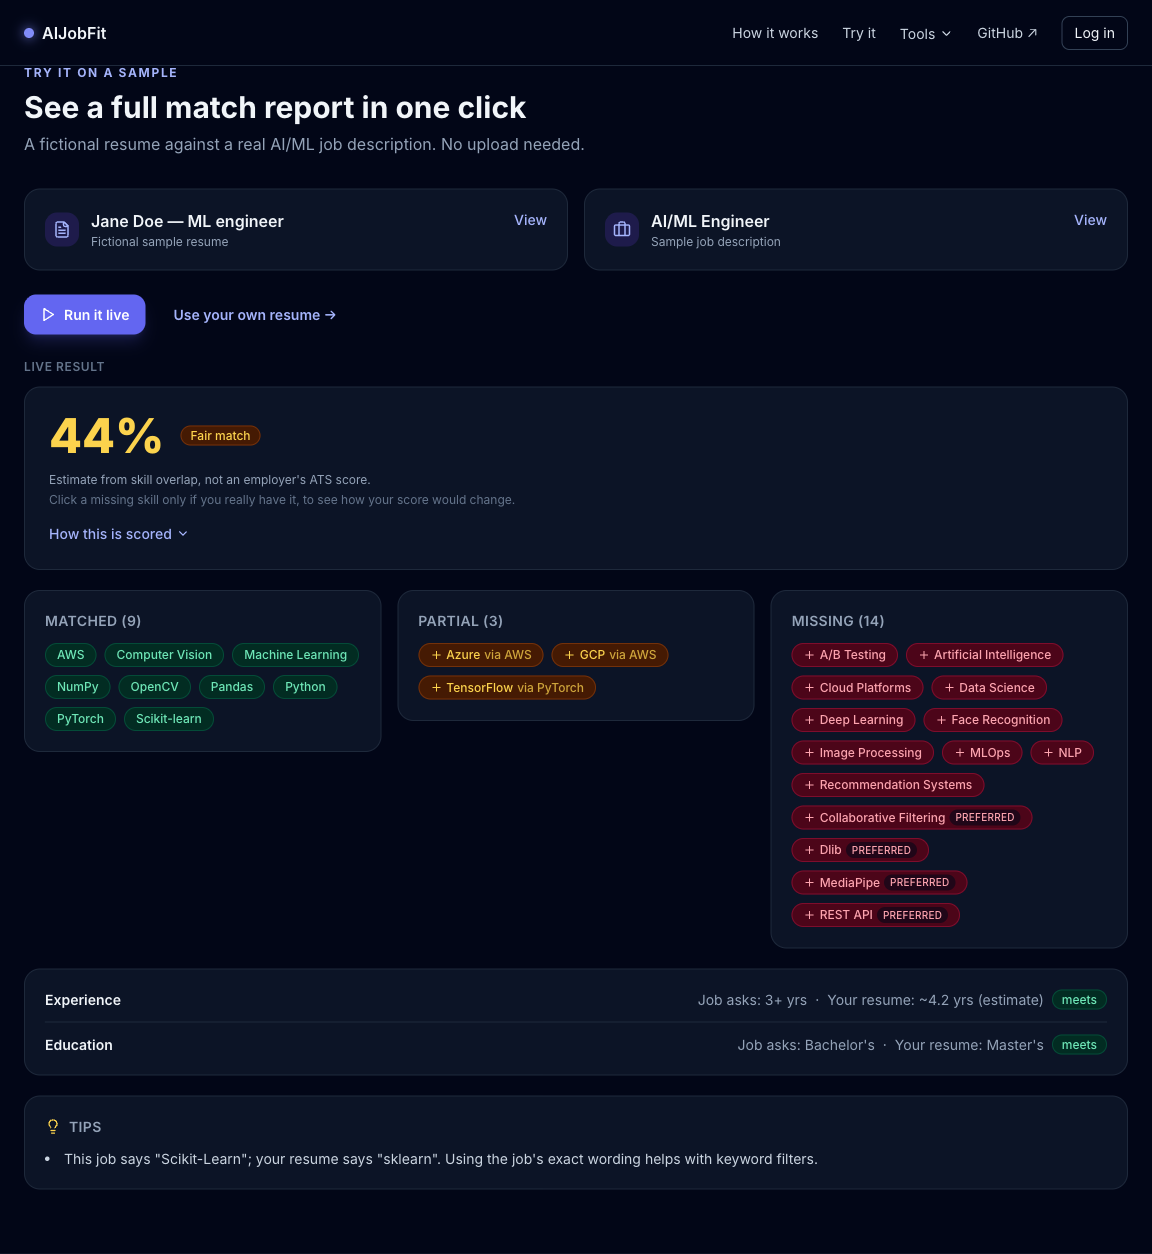 AIJobFit
How it works
Try it
Tools
GitHub ↗
Log in
TRY IT ON A SAMPLE
See a full match report in one click
A fictional resume against a real AI/ML job description. No upload needed.
Jane Doe — ML engineer
Fictional sample resume
View
AI/ML Engineer
Sample job description
View
Run it live
Use your own resume →
LIVE RESULT
44%
Fair match
Estimate from skill overlap, not an employer's ATS score.
Click a missing skill only if you really have it, to see how your score would change.
How this is scored
MATCHED (9)
AWS
Computer Vision
Machine Learning
NumPy
OpenCV
Pandas
Python
PyTorch
Scikit-learn
PARTIAL (3)
+ Azure via AWS
+ GCP via AWS
+ TensorFlow via PyTorch
MISSING (14)
+ A/B Testing
+ Artificial Intelligence
+ Cloud Platforms
+ Data Science
+ Deep Learning
+ Face Recognition
+ Image Processing
+ MLOps
+ NLP
+ Recommendation Systems
+ Collaborative Filtering PREFERRED
+ Dlib PREFERRED
+ MediaPipe PREFERRED
+ REST API PREFERRED
Experience
Job asks: 3+ yrs · Your resume: ~4.2 yrs (estimate)
meets
Education
Job asks: Bachelor's · Your resume: Master's
meets
TIPS
• This job says "Scikit-Learn"; your resume says "sklearn". Using the job's exact wording helps with keyword filters.